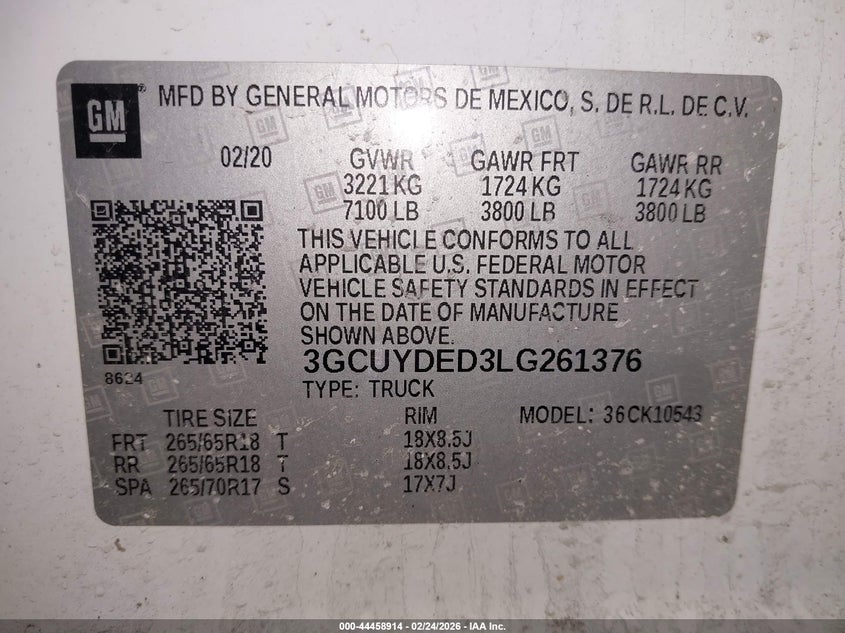 GM
MFD BY GENERAL MOTORS DE MEXICO, S. DE R.L. DE C.V.
02/20 GVWR GAWR FRT GAWR RR
3221 KG 1724 KG 1724 KG
7100 LB 3800 LB 3800 LB
THIS VEHICLE CONFORMS TO ALL
APPLICABLE U.S. FEDERAL MOTOR
VEHICLE SAFETY STANDARDS IN EFFECT
ON THE DATE OF MANUFACTURE
SHOWN ABOVE.
3GCUYDED3LG261376
8624
TYPE: TRUCK
TIRE SIZE RIM MODEL: 36CK10543
FRT 265/65R18 T 18X8.5J
RR 265/65R18 T 18X8.5J
SPA 265/70R17 S 17X7J
000-44458914 - 02/24/2026 - IAA Inc.